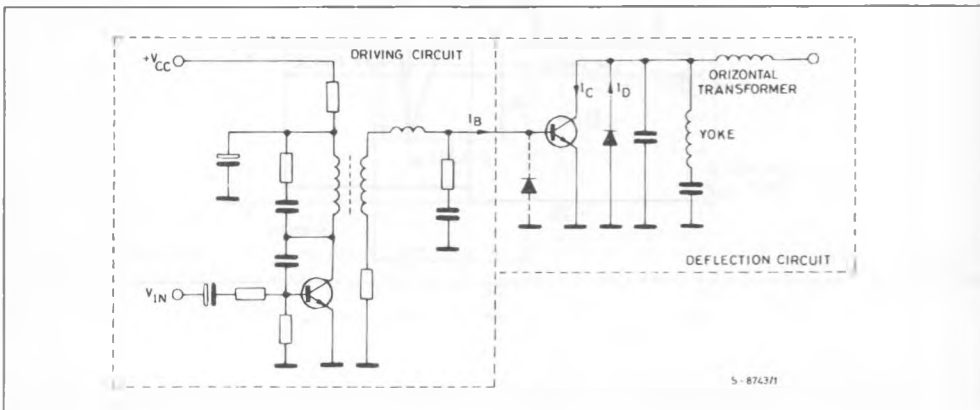 DRIVING CIRCUIT
+VCC
IB
IC
ID
ORIZONTAL
TRANSFORMER
YOKE
VIN
DEFLECTION CIRCUIT
S-8743/1